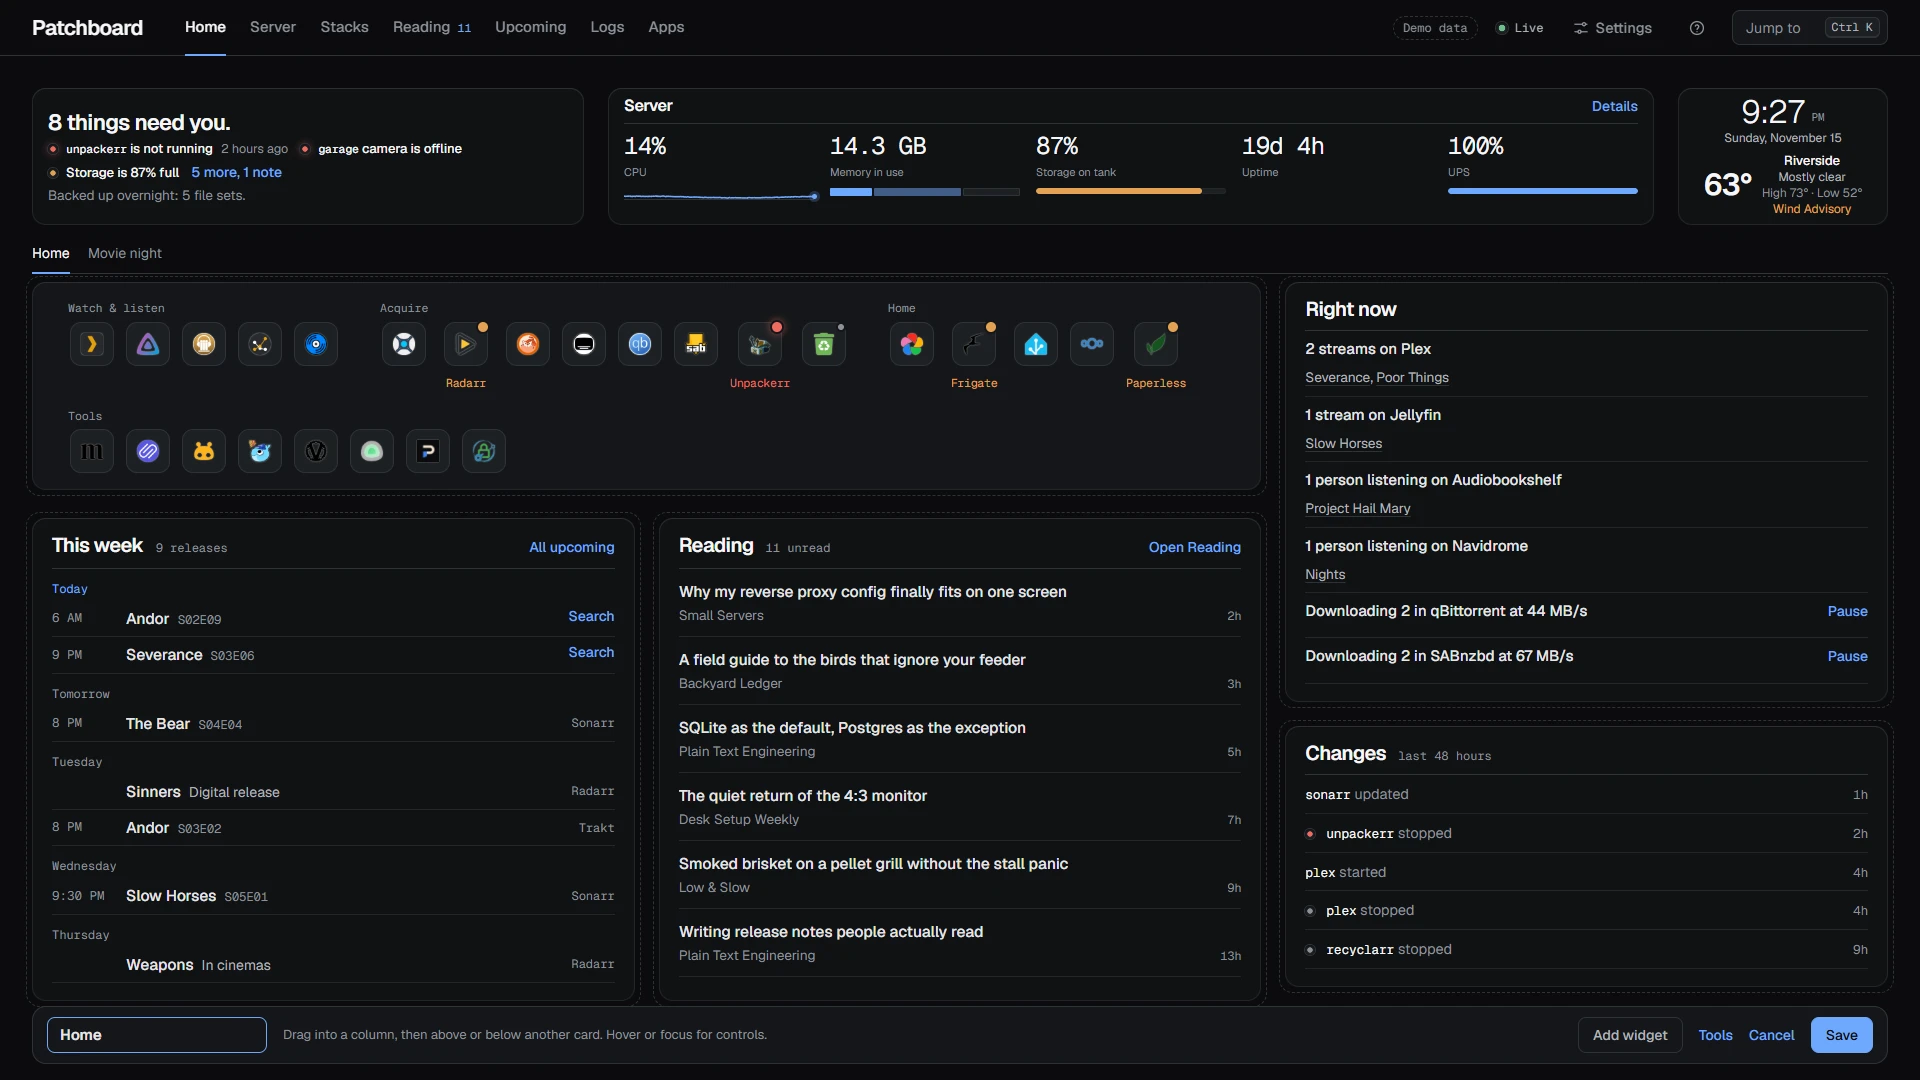 Patchboard
Home
Server
Stacks
Reading 11
Upcoming
Logs
Apps
Demo data
Live
Settings
Jump to
Ctrl K
8 things need you.
unpackerr is not running 2 hours ago
garage camera is offline
Storage is 87% full 5 more, 1 note
Backed up overnight: 5 file sets.
Server
Details
14%
CPU
14.3 GB
Memory in use
87%
Storage on tank
19d 4h
Uptime
100%
UPS
9:27 PM
Sunday, November 15
63°
Riverside
Mostly clear
High 73° · Low 52°
Wind Advisory
Home
Movie night
Watch & listen
Acquire
qb
sab
Radarr
Unpackerr
Home
Frigate
Paperless
Tools
Right now
2 streams on Plex
Severance, Poor Things
1 stream on Jellyfin
Slow Horses
1 person listening on Audiobookshelf
Project Hail Mary
1 person listening on Navidrome
Nights
Downloading 2 in qBittorrent at 44 MB/s
Pause
Downloading 2 in SABnzbd at 67 MB/s
Pause
This week 9 releases
All upcoming
Today
6 AM Andor S02E09 Search
9 PM Severance S03E06 Search
Tomorrow
8 PM The Bear S04E04 Sonarr
Tuesday
Sinners Digital release Radarr
8 PM Andor S03E02 Trakt
Wednesday
9:30 PM Slow Horses S05E01 Sonarr
Thursday
Weapons In cinemas Radarr
Reading 11 unread
Open Reading
Why my reverse proxy config finally fits on one screen
Small Servers 2h
A field guide to the birds that ignore your feeder
Backyard Ledger 3h
SQLite as the default, Postgres as the exception
Plain Text Engineering 5h
The quiet return of the 4:3 monitor
Desk Setup Weekly 7h
Smoked brisket on a pellet grill without the stall panic
Low & Slow 9h
Writing release notes people actually read
Plain Text Engineering 13h
Changes last 48 hours
sonarr updated 1h
unpackerr stopped 2h
plex started 4h
plex stopped 4h
recyclarr stopped 9h
Home
Drag into a column, then above or below another card. Hover or focus for controls.
Add widget
Tools
Cancel
Save